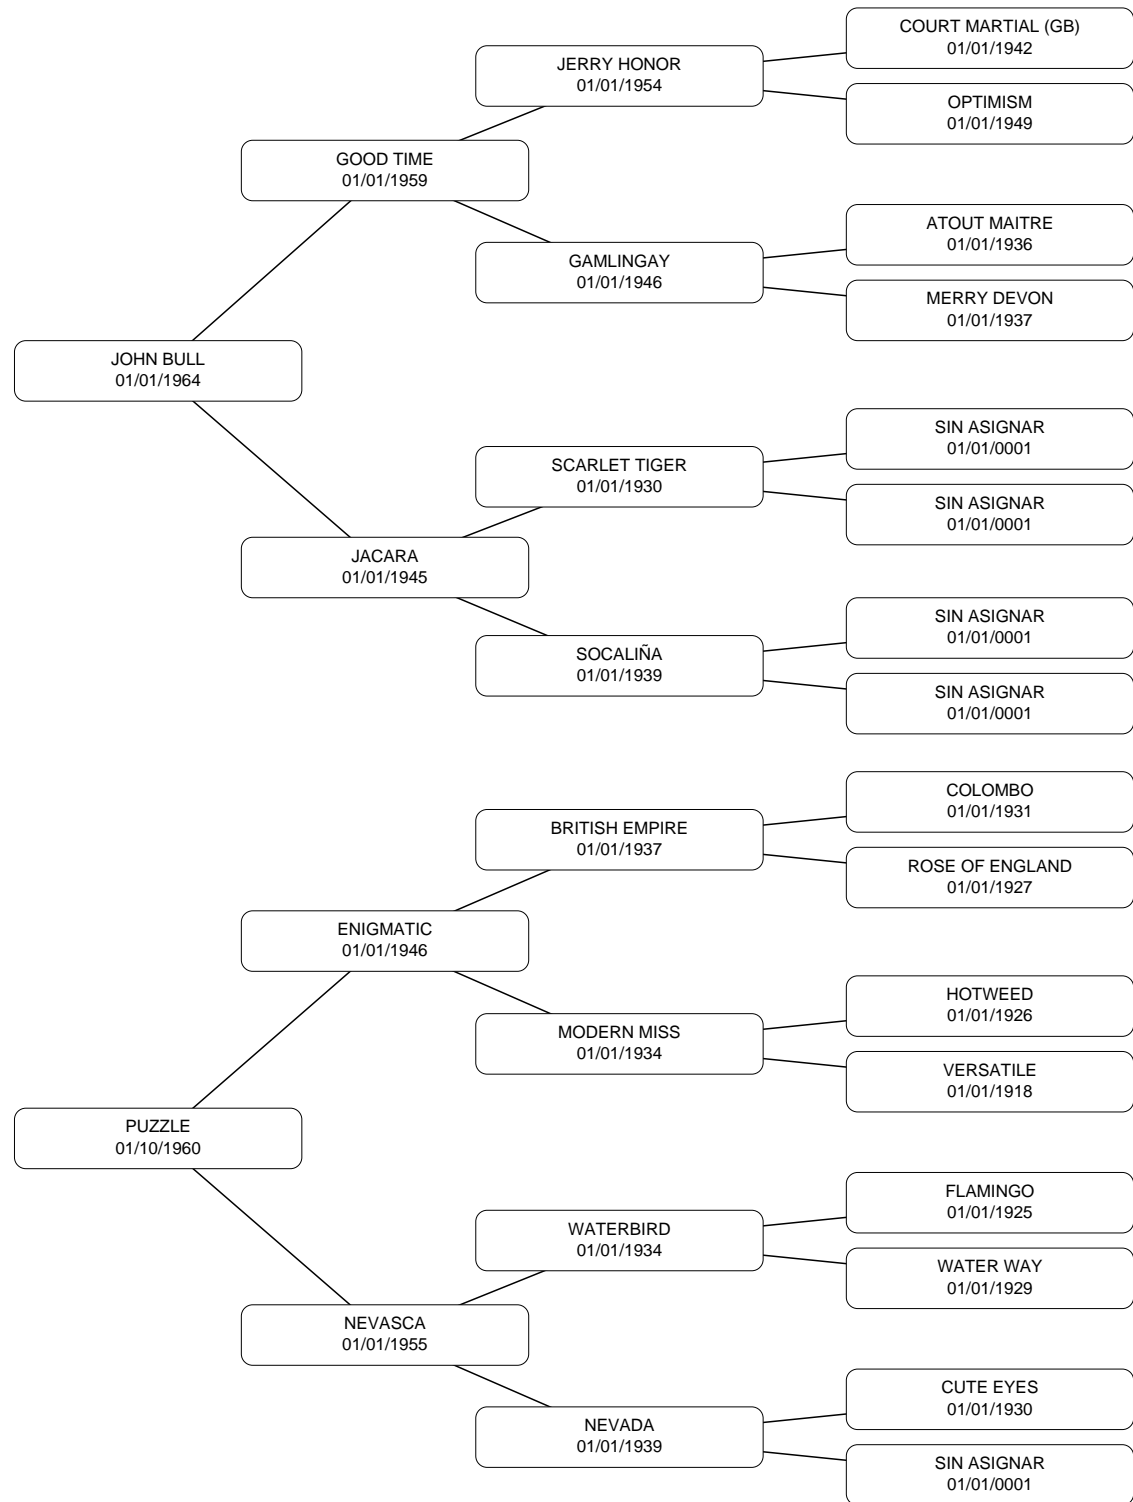 COURT MARTIAL (GB)
01/01/1942
JERRY HONOR
01/01/1954
OPTIMISM
01/01/1949
GOOD TIME
01/01/1959
ATOUT MAITRE
01/01/1936
GAMLINGAY
01/01/1946
MERRY DEVON
01/01/1937
JOHN BULL
01/01/1964
SIN ASIGNAR
01/01/0001
SCARLET TIGER
01/01/1930
SIN ASIGNAR
01/01/0001
JACARA
01/01/1945
SIN ASIGNAR
01/01/0001
SOCALIÑA
01/01/1939
SIN ASIGNAR
01/01/0001
COLOMBO
01/01/1931
BRITISH EMPIRE
01/01/1937
ROSE OF ENGLAND
01/01/1927
ENIGMATIC
01/01/1946
HOTWEED
01/01/1926
MODERN MISS
01/01/1934
VERSATILE
01/01/1918
PUZZLE
01/10/1960
FLAMINGO
01/01/1925
WATERBIRD
01/01/1934
WATER WAY
01/01/1929
NEVASCA
01/01/1955
CUTE EYES
01/01/1930
NEVADA
01/01/1939
SIN ASIGNAR
01/01/0001